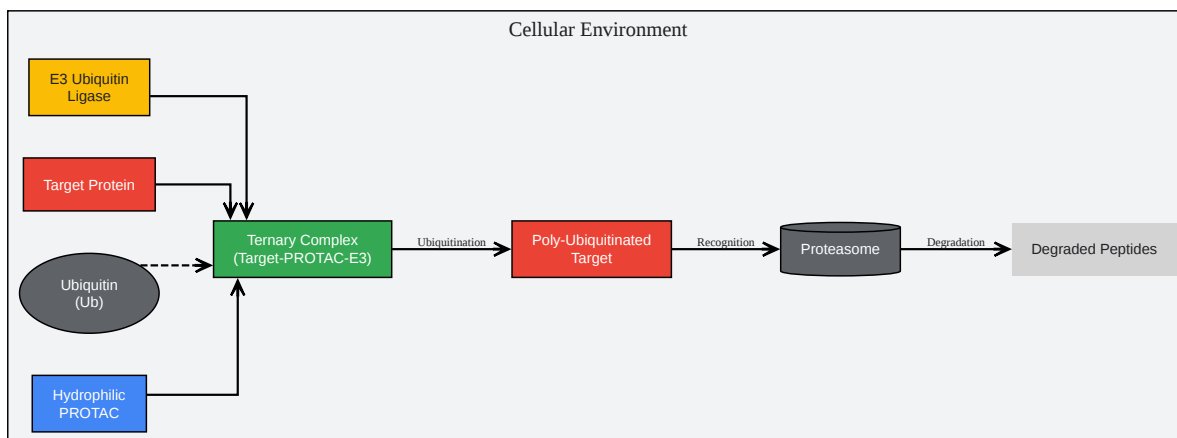 Cellular Environment
E3 Ubiquitin
Ligase
Target Protein
Ubiquitin
(Ub)
Hydrophilic
PROTAC
Ternary Complex
(Target-PROTAC-E3)
Ubiquitination
Poly-Ubiquitinated
Target
Recognition
Proteasome
Degradation
Degraded Peptides